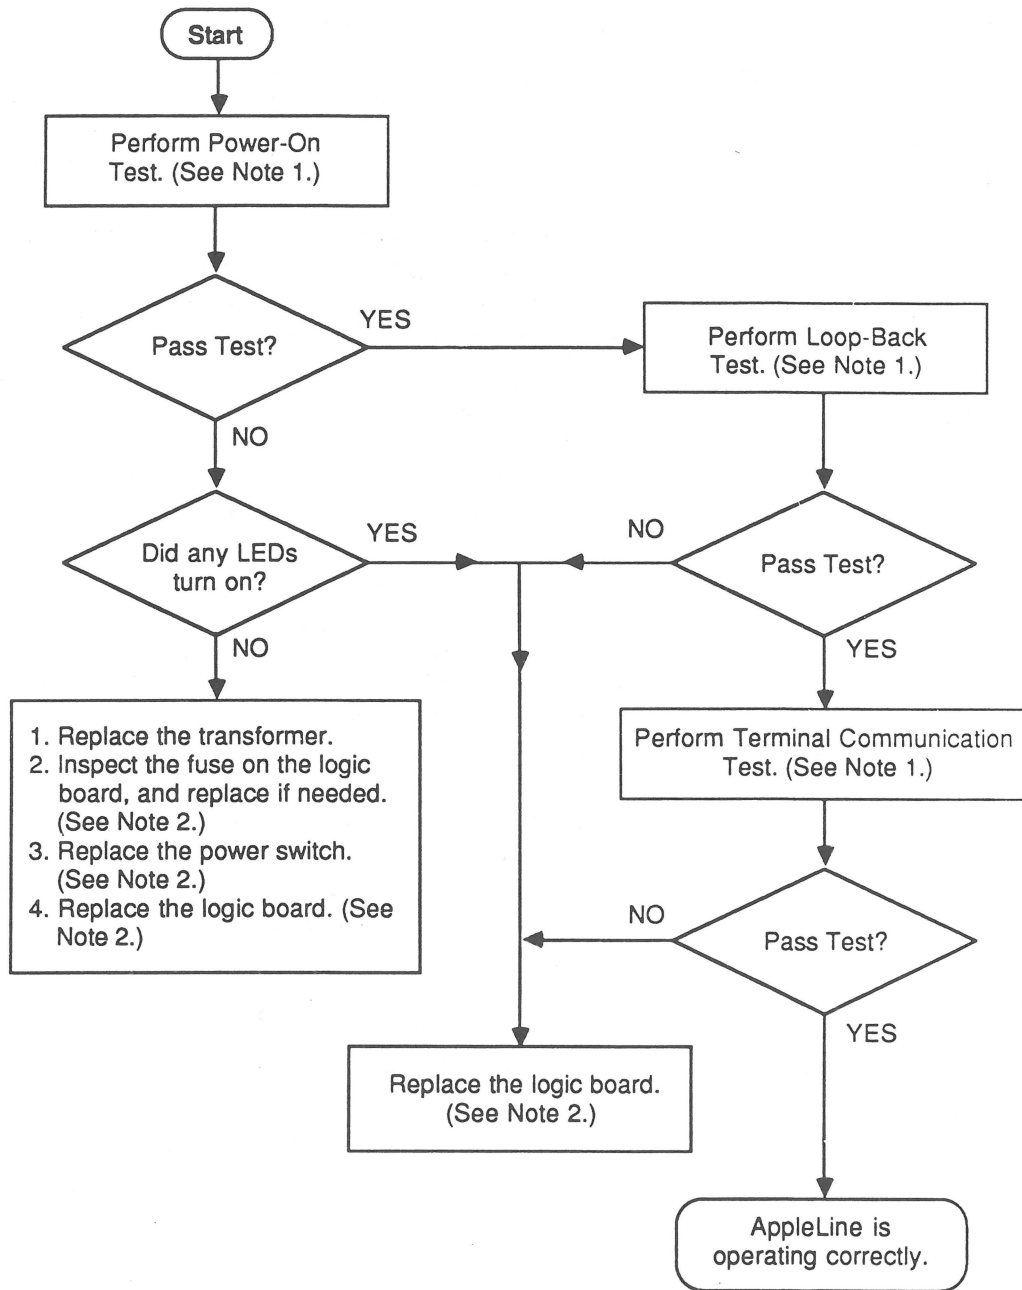 Start
Perform Power-On
Test. (See Note 1.)
Pass Test?
YES
NO
Perform Loop-Back
Test. (See Note 1.)
Did any LEDs
turn on?
YES
NO
NO
Pass Test?
YES
1. Replace the transformer.
2. Inspect the fuse on the logic
board, and replace if needed.
(See Note 2.)
3. Replace the power switch.
(See Note 2.)
4. Replace the logic board. (See
Note 2.)
Perform Terminal Communication
Test. (See Note 1.)
NO
Pass Test?
YES
Replace the logic board.
(See Note 2.)
AppleLine is
operating correctly.